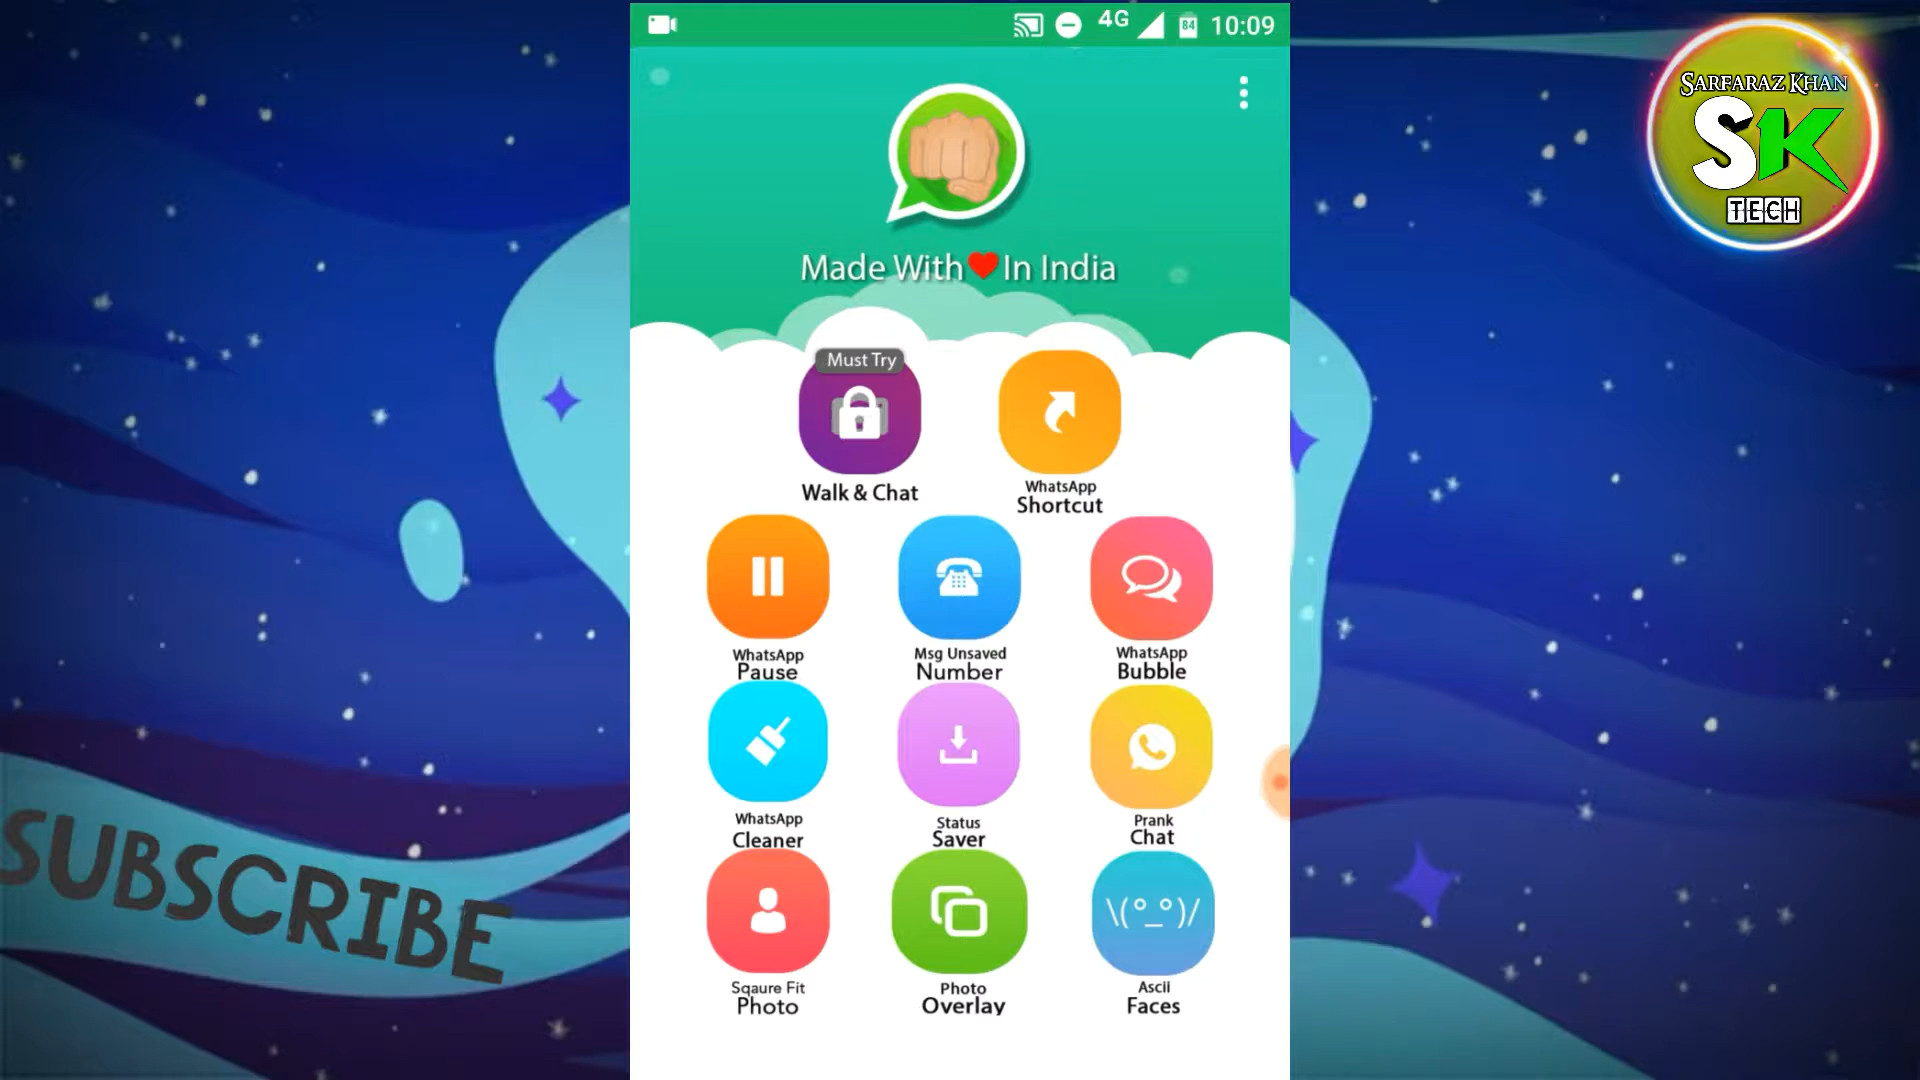 4G
84
10:09
SARFARAZ KHAN
SK
TECH
Made With In India
Must Try
Walk & Chat
WhatsApp
Shortcut
WhatsApp
Pause
Msg Unsaved
Number
WhatsApp
Bubble
WhatsApp
Cleaner
Status
Saver
Prank
Chat
\(°_°)/
Sqaure Fit
Photo
Photo
Overlay
Ascii
Faces
SUBSCRIBE